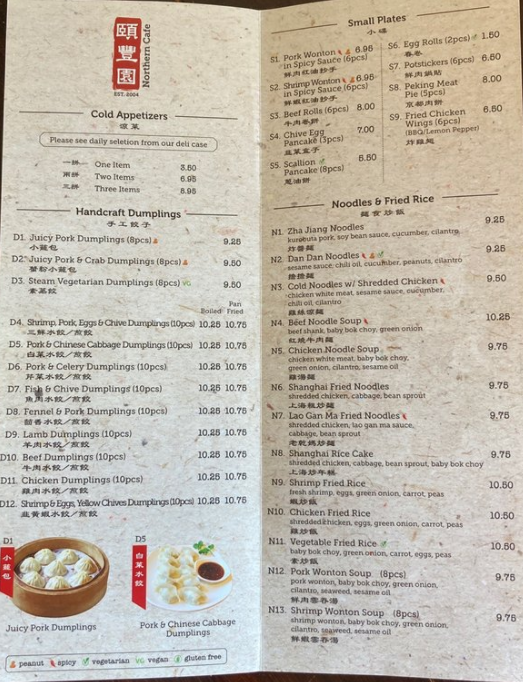 頤豐園
Northern Cafe
EST. 2004
Cold Appetizers
涼菜
Please see daily seletion from our deli case
一拼 One Item 3.50
兩拼 Two Items 6.95
三拼 Three Items 8.95
Handcraft Dumplings
手工餃子
D1. Juicy Pork Dumplings (8pcs) 9.25
小籠包
D2. Juicy Pork & Crab Dumplings (8pcs) 9.50
蟹粉小籠包
D3. Steam Vegetarian Dumplings (8pcs) VG 9.50
素蒸餃
Boiled Pan Fried
D4. Shrimp, Pork, Eggs & Chive Dumplings (10pcs) 10.25 10.75
三鮮水餃／煎餃
D5. Pork & Chinese Cabbage Dumplings (10pcs) 10.25 10.75
白菜水餃／煎餃
D6. Pork & Celery Dumplings (10pcs) 10.25 10.75
芹菜水餃／煎餃
D7. Fish & Chive Dumplings (10pcs) 10.25 10.75
魚肉水餃／煎餃
D8. Fennel & Pork Dumplings (10pcs) 10.25 10.75
茴香水餃／煎餃
D9. Lamb Dumplings (10pcs) 10.25 10.75
羊肉水餃／煎餃
D10. Beef Dumplings (10pcs) 10.25 10.75
牛肉水餃／煎餃
D11. Chicken Dumplings (10pcs) 10.25 10.75
雞肉水餃／煎餃
D12. Shrimp & Eggs, Yellow Chives Dumplings (10pcs) 10.25 10.75
韭黃蝦水餃／煎餃
D1
小籠包
Juicy Pork Dumplings
D5
白菜水餃
Pork & Chinese Cabbage
Dumplings
peanut spicy vegetarian VG vegan gluten free
Small Plates
小碟
S1. Pork Wonton 6.95
in Spicy Sauce (6pcs)
鮮肉紅油抄手
S2. Shrimp Wonton 6.95
in Spicy Sauce (6pcs)
鮮蝦紅油抄手
S3. Beef Rolls (6pcs) 8.00
牛肉卷餅
S4. Chive Egg 7.00
Pancake (3pcs)
韭菜盒子
S5. Scallion 5.50
Pancake (8pcs)
蔥油餅
S6. Egg Rolls (2pcs) 1.50
春卷
S7. Potstickers (6pcs) 6.50
鮮肉鍋貼
S8. Peking Meat 8.00
Pie (5pcs)
京都肉餅
S9. Fried Chicken 6.50
Wings (6pcs)
(BBQ/Lemon Pepper)
炸雞翅
Noodles & Fried Rice
麵食炒飯
N1. Zha Jiang Noodles 9.25
kurobuta pork, soy bean sauce, cucumber, cilantro
炸醬麵
N2. Dan Dan Noodles 9.25
sesame sauce, chili oil, cucumber, peanuts, cilantro
擔擔麵
N3. Cold Noodles w/ Shredded Chicken 9.50
chicken white meat, sesame sauce, cucumber,
chili oil, cilantro
雞絲涼麵
N4. Beef Noodle Soup 10.25
beef shank, baby bok choy, green onion
紅燒牛肉麵
N5. Chicken Noodle Soup 9.75
chicken white meat, baby bok choy,
green onion, cilantro, sesame oil
雞湯麵
N6. Shanghai Fried Noodles 9.75
shredded chicken, cabbage, bean sprout
上海粗炒麵
N7. Lao Gan Ma Fried Noodles 9.75
shredded chicken, lao gan ma sauce,
cabbage, bean sprout
老乾媽炒麵
N8. Shanghai Rice Cake 9.75
shredded chicken, cabbage, bean sprout, baby bok choy
上海炒年糕
N9. Shrimp Fried Rice 10.50
fresh shrimp, eggs, green onion, carrot, peas
蝦炒飯
N10. Chicken Fried Rice 10.50
shredded chicken, eggs, green onion, carrot, peas
雞炒飯
N11. Vegetable Fried Rice 10.50
baby bok choy, green onion, carrot, eggs, peas
素炒飯
N12. Pork Wonton Soup (8pcs) 9.75
pork wonton, baby bok choy, green onion,
cilantro, seaweed, sesame oil
鮮肉雲吞湯
N13. Shrimp Wonton Soup (8pcs) 9.75
shrimp wonton, baby bok choy, green onion,
cilantro, seaweed, sesame oil
鮮蝦雲吞湯